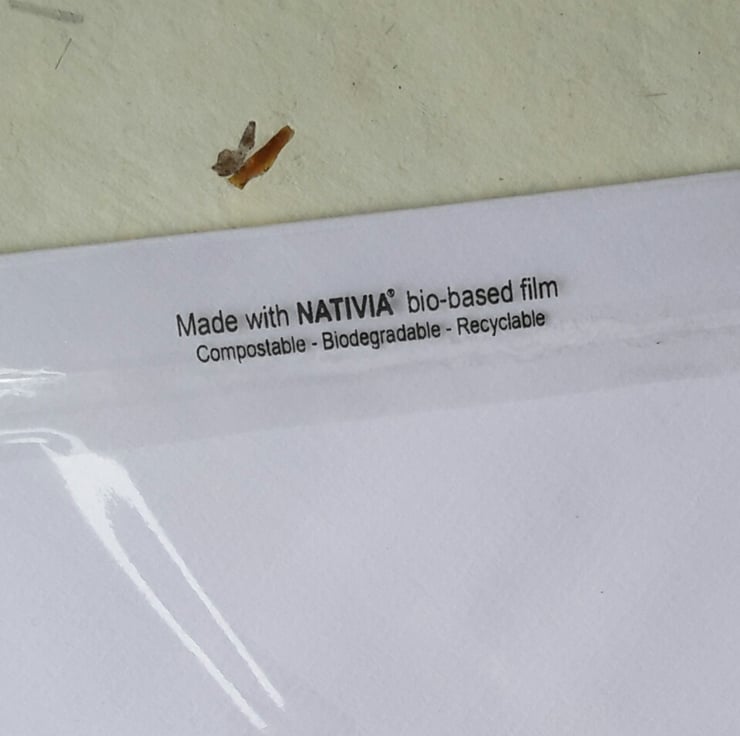 Made with NATIVIA® bio-based film
Compostable - Biodegradable - Recyclable